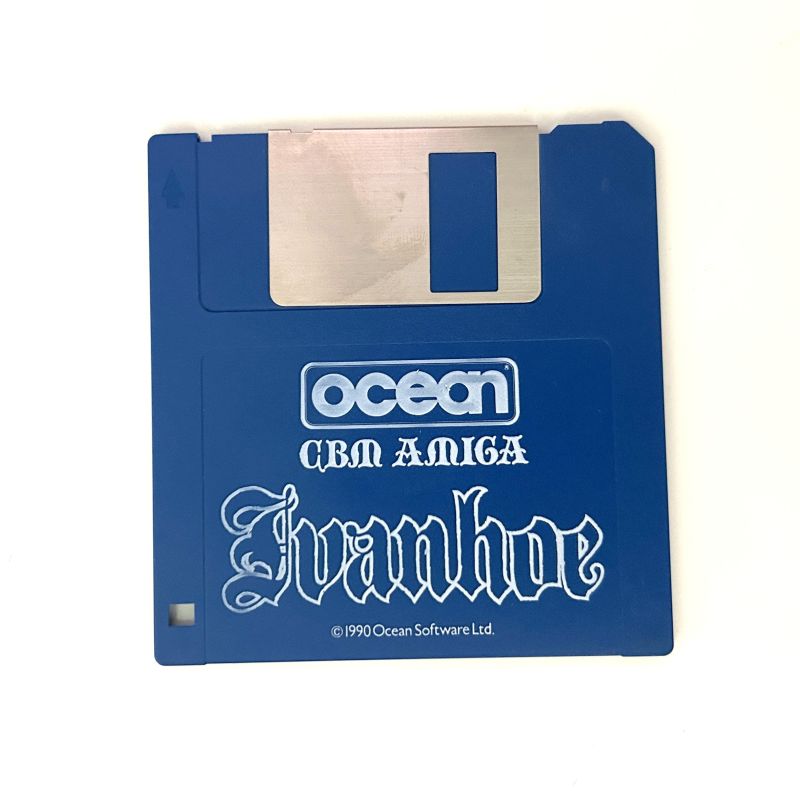 ocean
CBM AMIGA
Ivanhoe
©1990 Ocean Software Ltd.